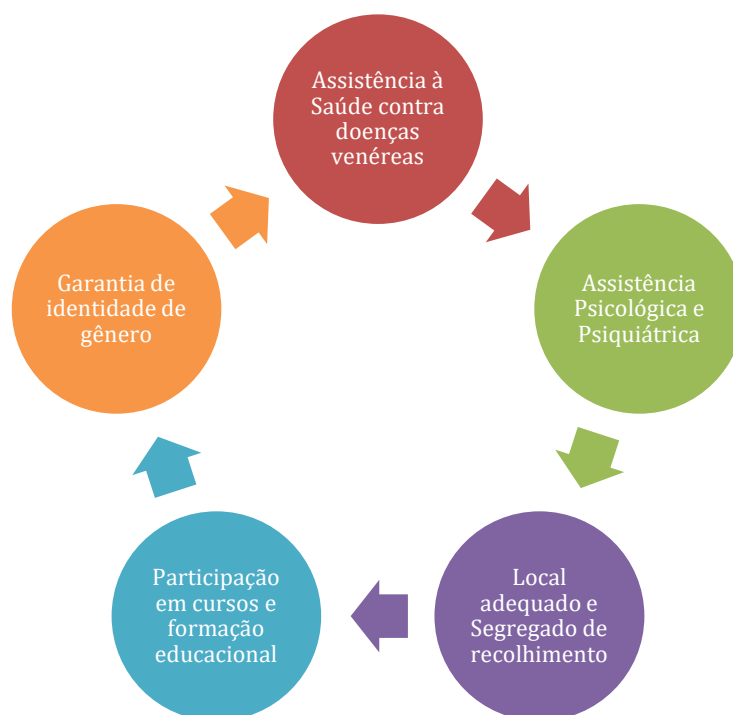 Assistência à
Saúde contra
doenças
venéreas
Assistência
Psicológica e
Psiquiátrica
Local
adequado e
Segregado de
recolhimento
Participação
em cursos e
formação
educacional
Garantia de
identidade de
gênero